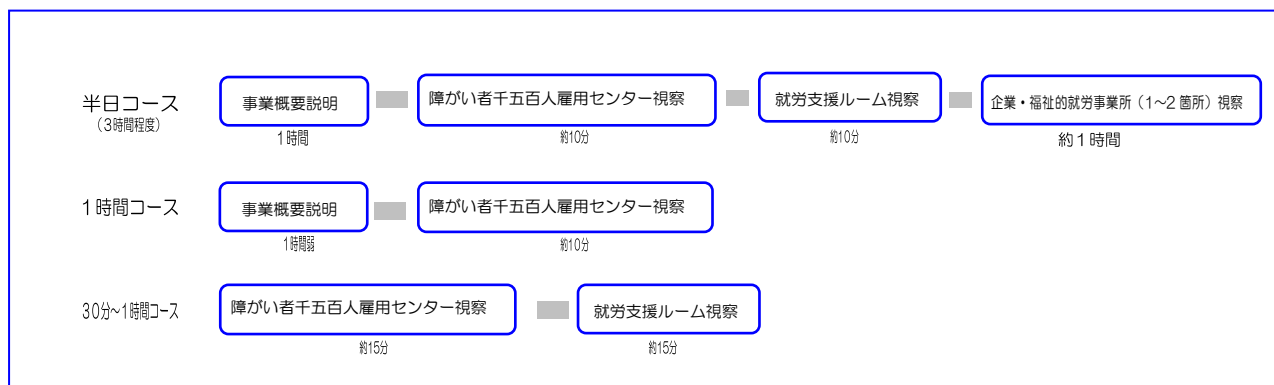 半日コース
(3時間程度)
事業概要説明
1時間
障がい者千五百人雇用センター視察
約10分
就労支援ルーム視察
約10分
企業・福祉的就労事業所(1~2箇所)視察
約1時間
1時間コース
事業概要説明
1時間弱
障がい者千五百人雇用センター視察
約10分
30分~1時間コース
障がい者千五百人雇用センター視察
約15分
就労支援ルーム視察
約15分